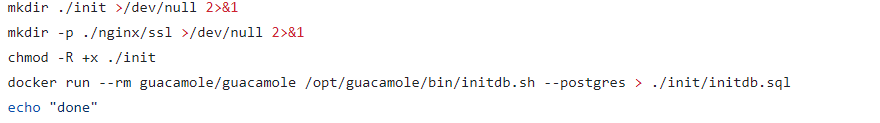 mkdir ./init >/dev/null 2>&1
mkdir -p ./nginx/ssl >/dev/null 2>&1
chmod -R +x ./init
docker run --rm guacamole/guacamole /opt/guacamole/bin/initdb.sh --postgres > ./init/initdb.sql
echo "done"